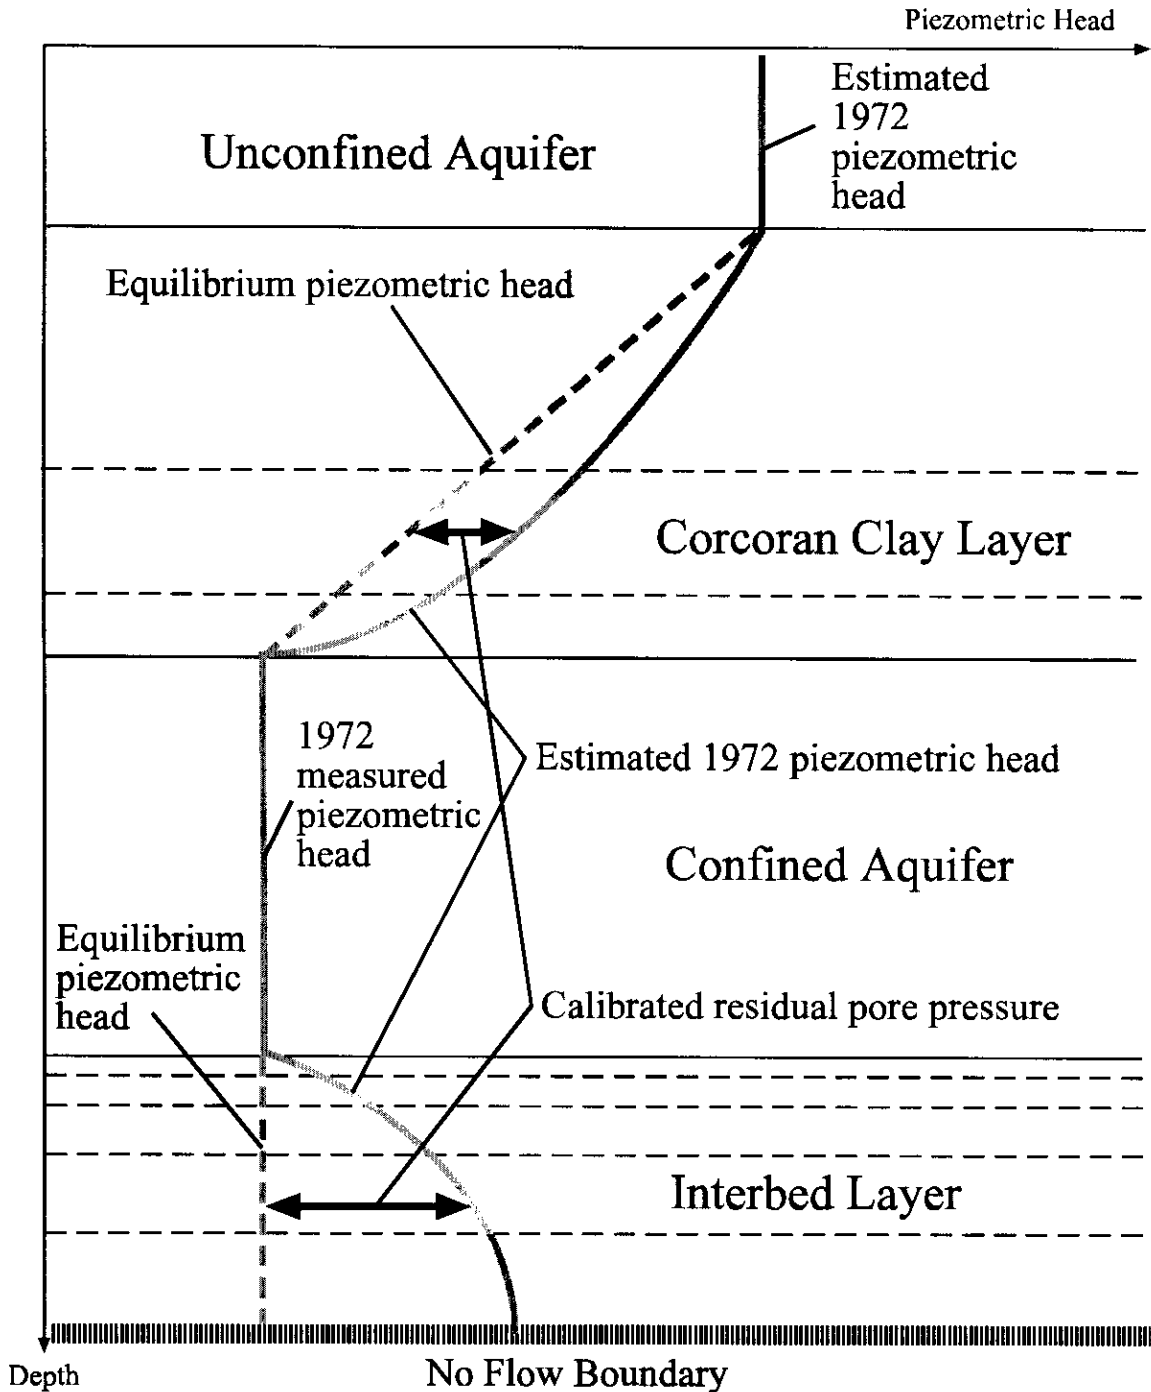 Piezometric Head
Estimated
1972
piezometric
head
Unconfined Aquifer
Equilibrium piezometric head
Corcoran Clay Layer
1972
measured
piezometric
head
Estimated 1972 piezometric head
Confined Aquifer
Equilibrium
piezometric
head
Calibrated residual pore pressure
Interbed Layer
Depth
No Flow Boundary